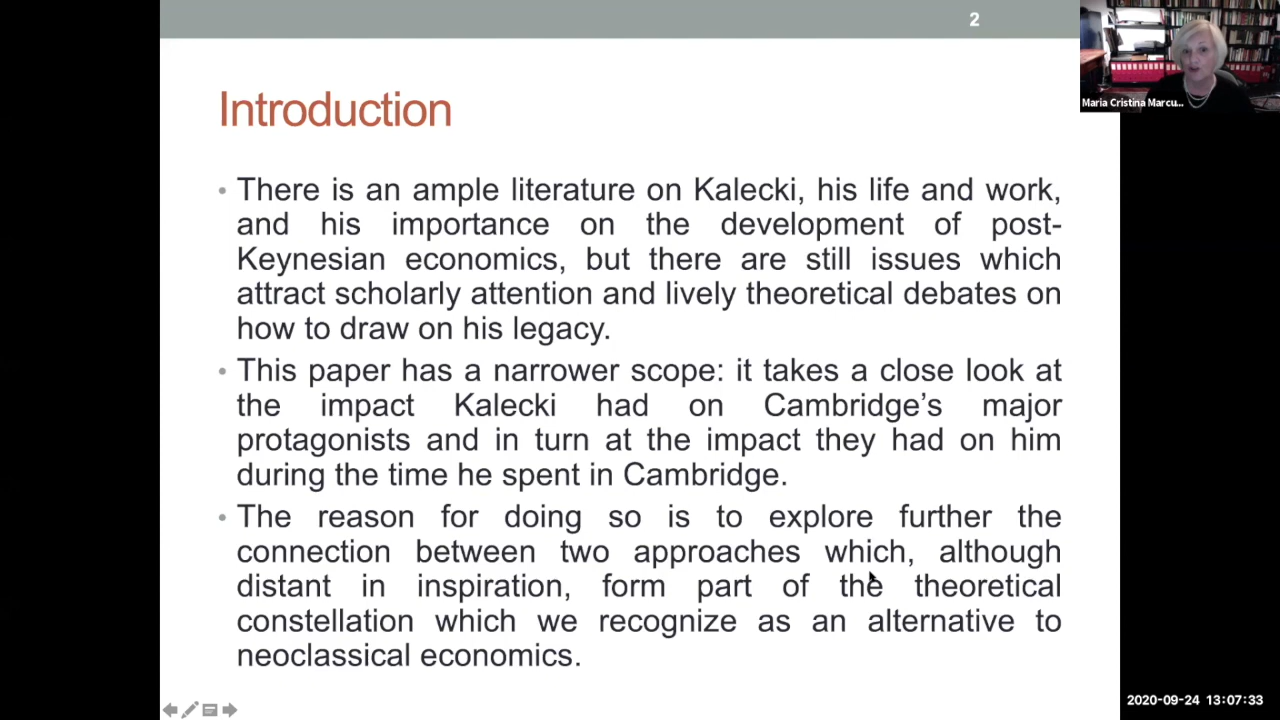 2
Maria Cristina Marcu...
Introduction
• There is an ample literature on Kalecki, his life and work,
and his importance on the development of post-
Keynesian economics, but there are still issues which
attract scholarly attention and lively theoretical debates on
how to draw on his legacy.
• This paper has a narrower scope: it takes a close look at
the impact Kalecki had on Cambridge’s major
protagonists and in turn at the impact they had on him
during the time he spent in Cambridge.
• The reason for doing so is to explore further the
connection between two approaches which, although
distant in inspiration, form part of the theoretical
constellation which we recognize as an alternative to
neoclassical economics.
2020-09-24 13:07:33